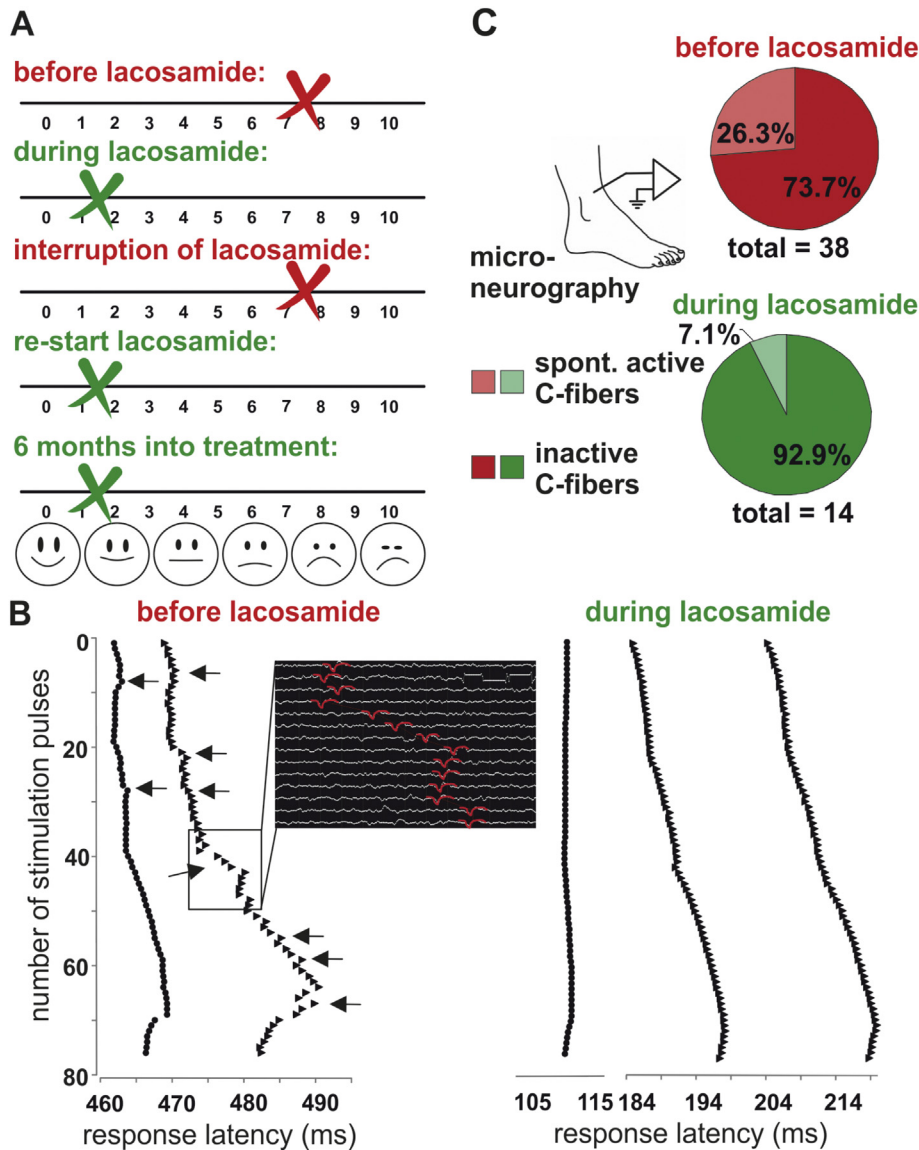 A
before lacosamide:
0 1 2 3 4 5 6 7 8 9 10
during lacosamide:
0 1 2 3 4 5 6 7 8 9 10
interruption of lacosamide:
0 1 2 3 4 5 6 7 8 9 10
re-start lacosamide:
0 1 2 3 4 5 6 7 8 9 10
6 months into treatment:
0 1 2 3 4 5 6 7 8 9 10
C
before lacosamide
26.3%
73.7%
total = 38
micro-
neurography
during lacosamide
7.1%
92.9%
total = 14
spont. active
C-fibers
inactive
C-fibers
B
before lacosamide
during lacosamide
number of stimulation pulses
0
20
40
60
80
460 470 480 490
response latency (ms)
105 115 184 194 204 214
response latency (ms)